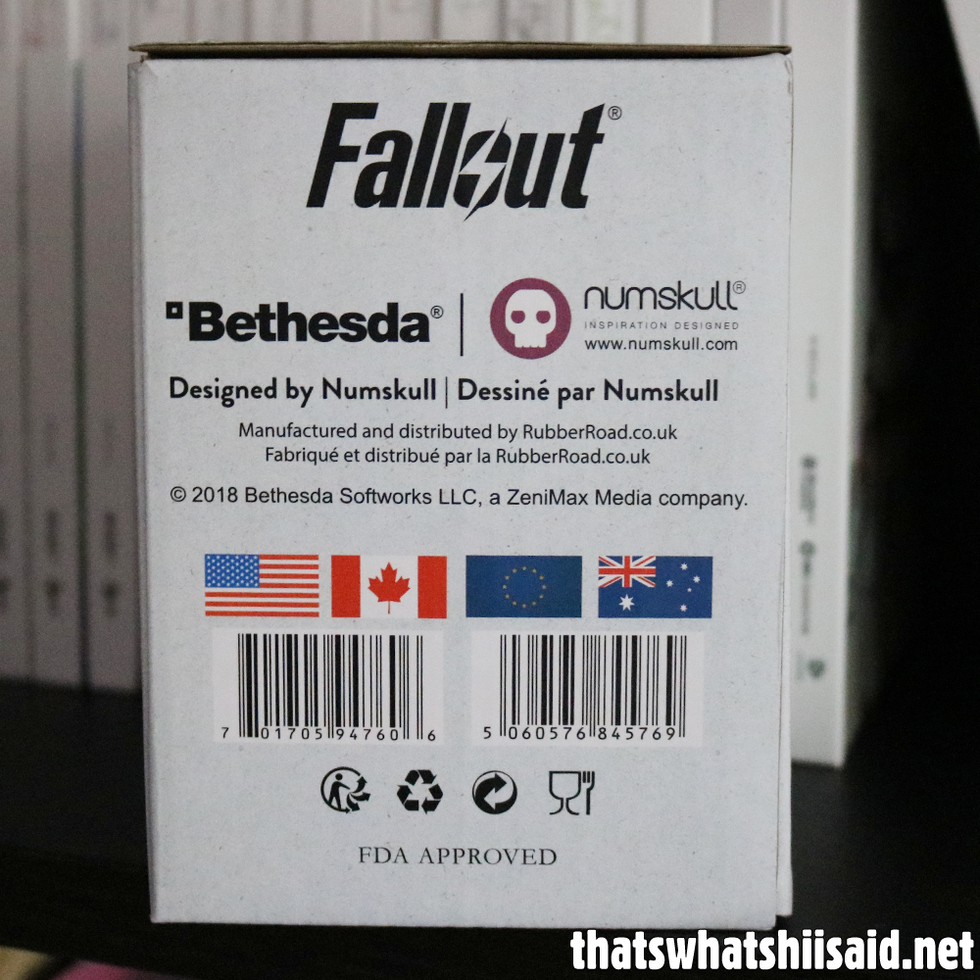 Fallout®
Bethesda®
numskull®
INSPIRATION DESIGNED
www.numskull.com
Designed by Numskull | Dessiné par Numskull
Manufactured and distributed by RubberRoad.co.uk
Fabriqué et distribué par la RubberRoad.co.uk
© 2018 Bethesda Softworks LLC, a ZeniMax Media company.
7 01705 94760 6
5 060576 845769
FDA APPROVED
thatswhatshiisaid.net